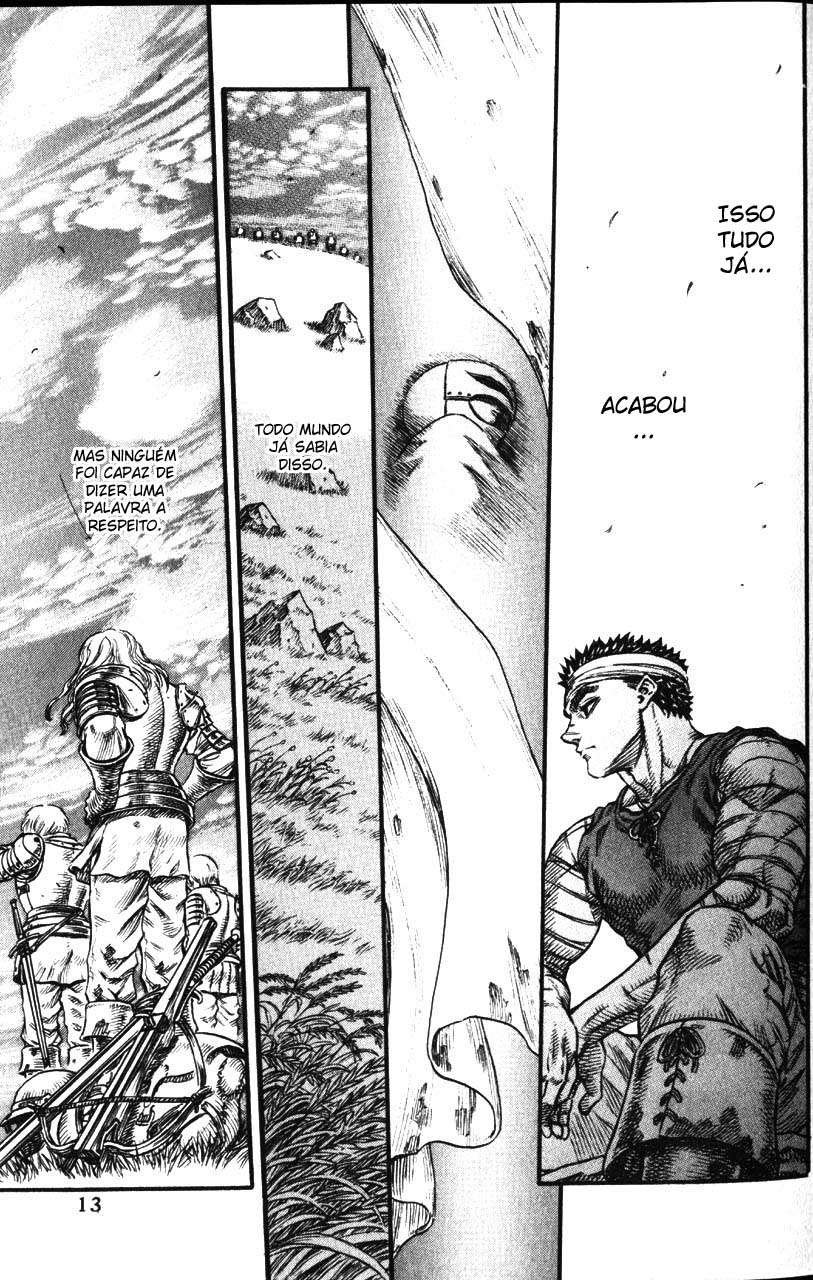 ISSO
TUDO
JÁ...
ACABOU
...
TODO MUNDO
JÁ SABIA
DISSO.
MAS NINGUÉM
FOI CAPAZ DE
DIZER UMA
PALAVRA A
RESPEITO.
13